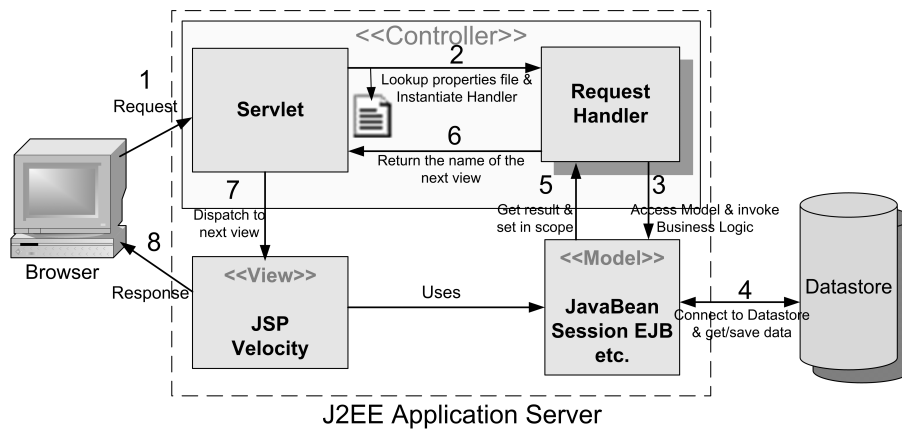 <<Controller>>
1
Request
Servlet
2
Lookup properties file &
Instantiate Handler
Request
Handler
6
Return the name of the
next view
7
Dispatch to
next view
5
Get result &
set in scope
3
Access Model & invoke
Business Logic
8
Response
Browser
<<View>>
JSP
Velocity
Uses
<<Model>>
JavaBean
Session EJB
etc.
4
Connect to Datastore
& get/save data
Datastore
J2EE Application Server